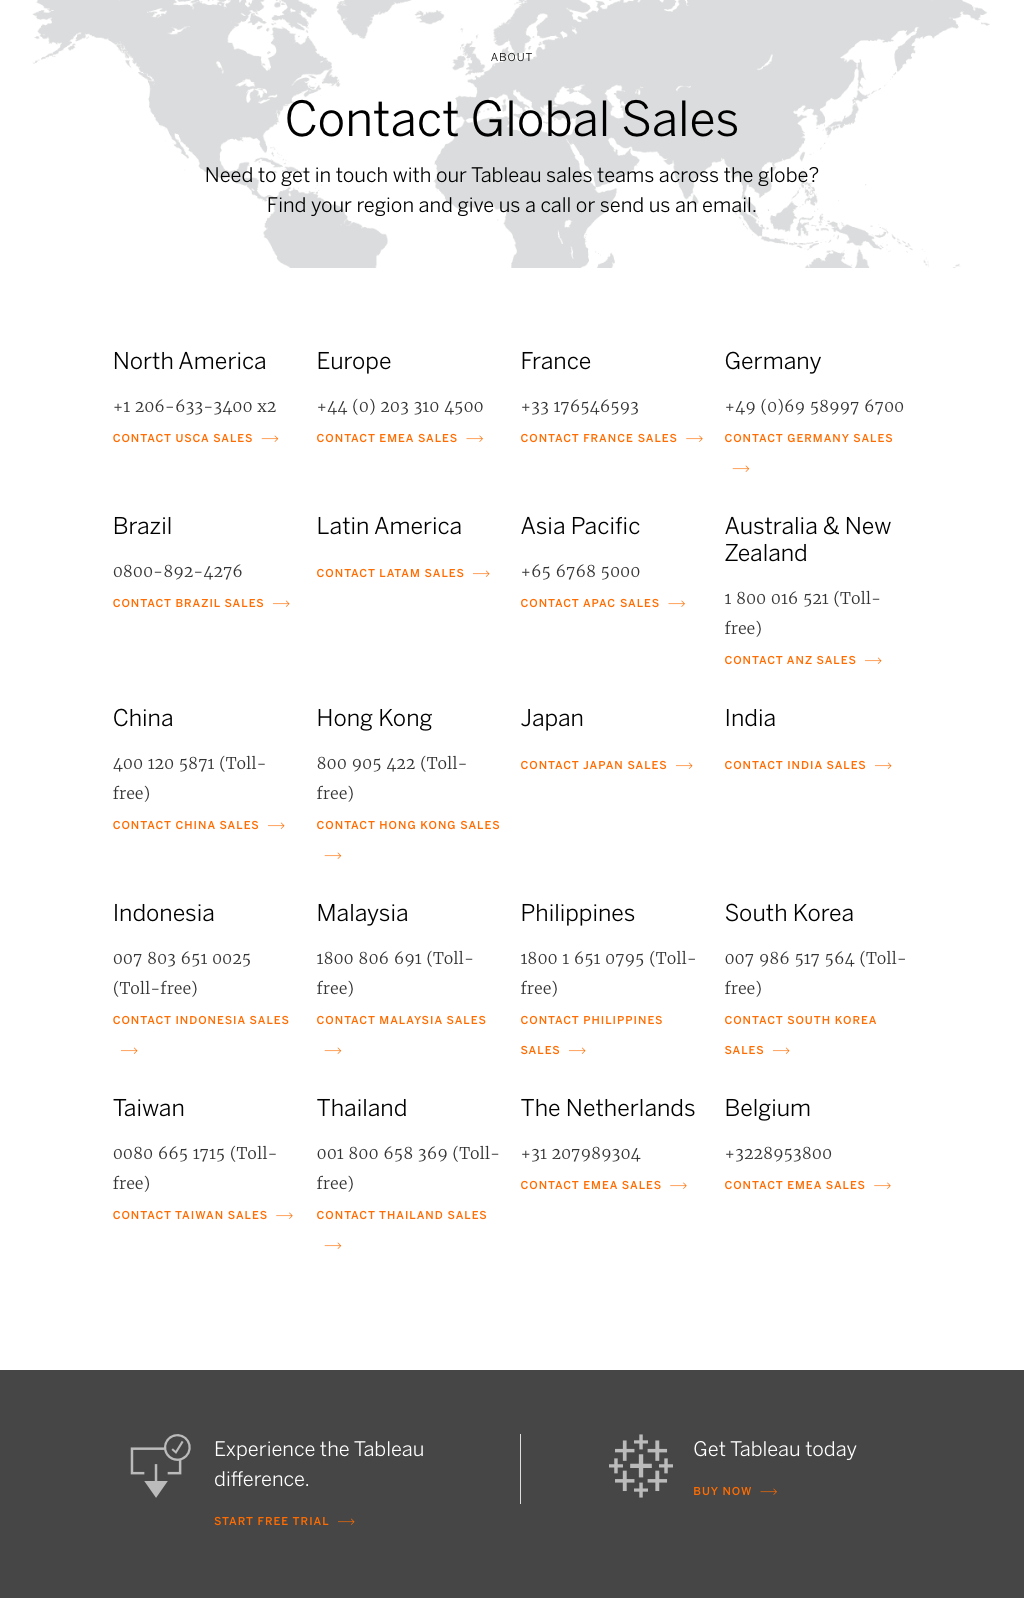 ABOUT
Contact Global Sales
Need to get in touch with our Tableau sales teams across the globe?
Find your region and give us a call or send us an email.
North America
+1 206-633-3400 x2
CONTACT USCA SALES
Europe
+44 (0) 203 310 4500
CONTACT EMEA SALES
France
+33 176546593
CONTACT FRANCE SALES
Germany
+49 (0)69 58997 6700
CONTACT GERMANY SALES
Brazil
0800-892-4276
CONTACT BRAZIL SALES
Latin America
CONTACT LATAM SALES
Asia Pacific
+65 6768 5000
CONTACT APAC SALES
Australia & New
Zealand
1 800 016 521 (Toll-
free)
CONTACT ANZ SALES
China
400 120 5871 (Toll-
free)
CONTACT CHINA SALES
Hong Kong
800 905 422 (Toll-
free)
CONTACT HONG KONG SALES
Japan
CONTACT JAPAN SALES
India
CONTACT INDIA SALES
Indonesia
007 803 651 0025
(Toll-free)
CONTACT INDONESIA SALES
Malaysia
1800 806 691 (Toll-
free)
CONTACT MALAYSIA SALES
Philippines
1800 1 651 0795 (Toll-
free)
CONTACT PHILIPPINES
SALES
South Korea
007 986 517 564 (Toll-
free)
CONTACT SOUTH KOREA
SALES
Taiwan
0080 665 1715 (Toll-
free)
CONTACT TAIWAN SALES
Thailand
001 800 658 369 (Toll-
free)
CONTACT THAILAND SALES
The Netherlands
+31 207989304
CONTACT EMEA SALES
Belgium
+3228953800
CONTACT EMEA SALES
Experience the Tableau
difference.
START FREE TRIAL
Get Tableau today
BUY NOW